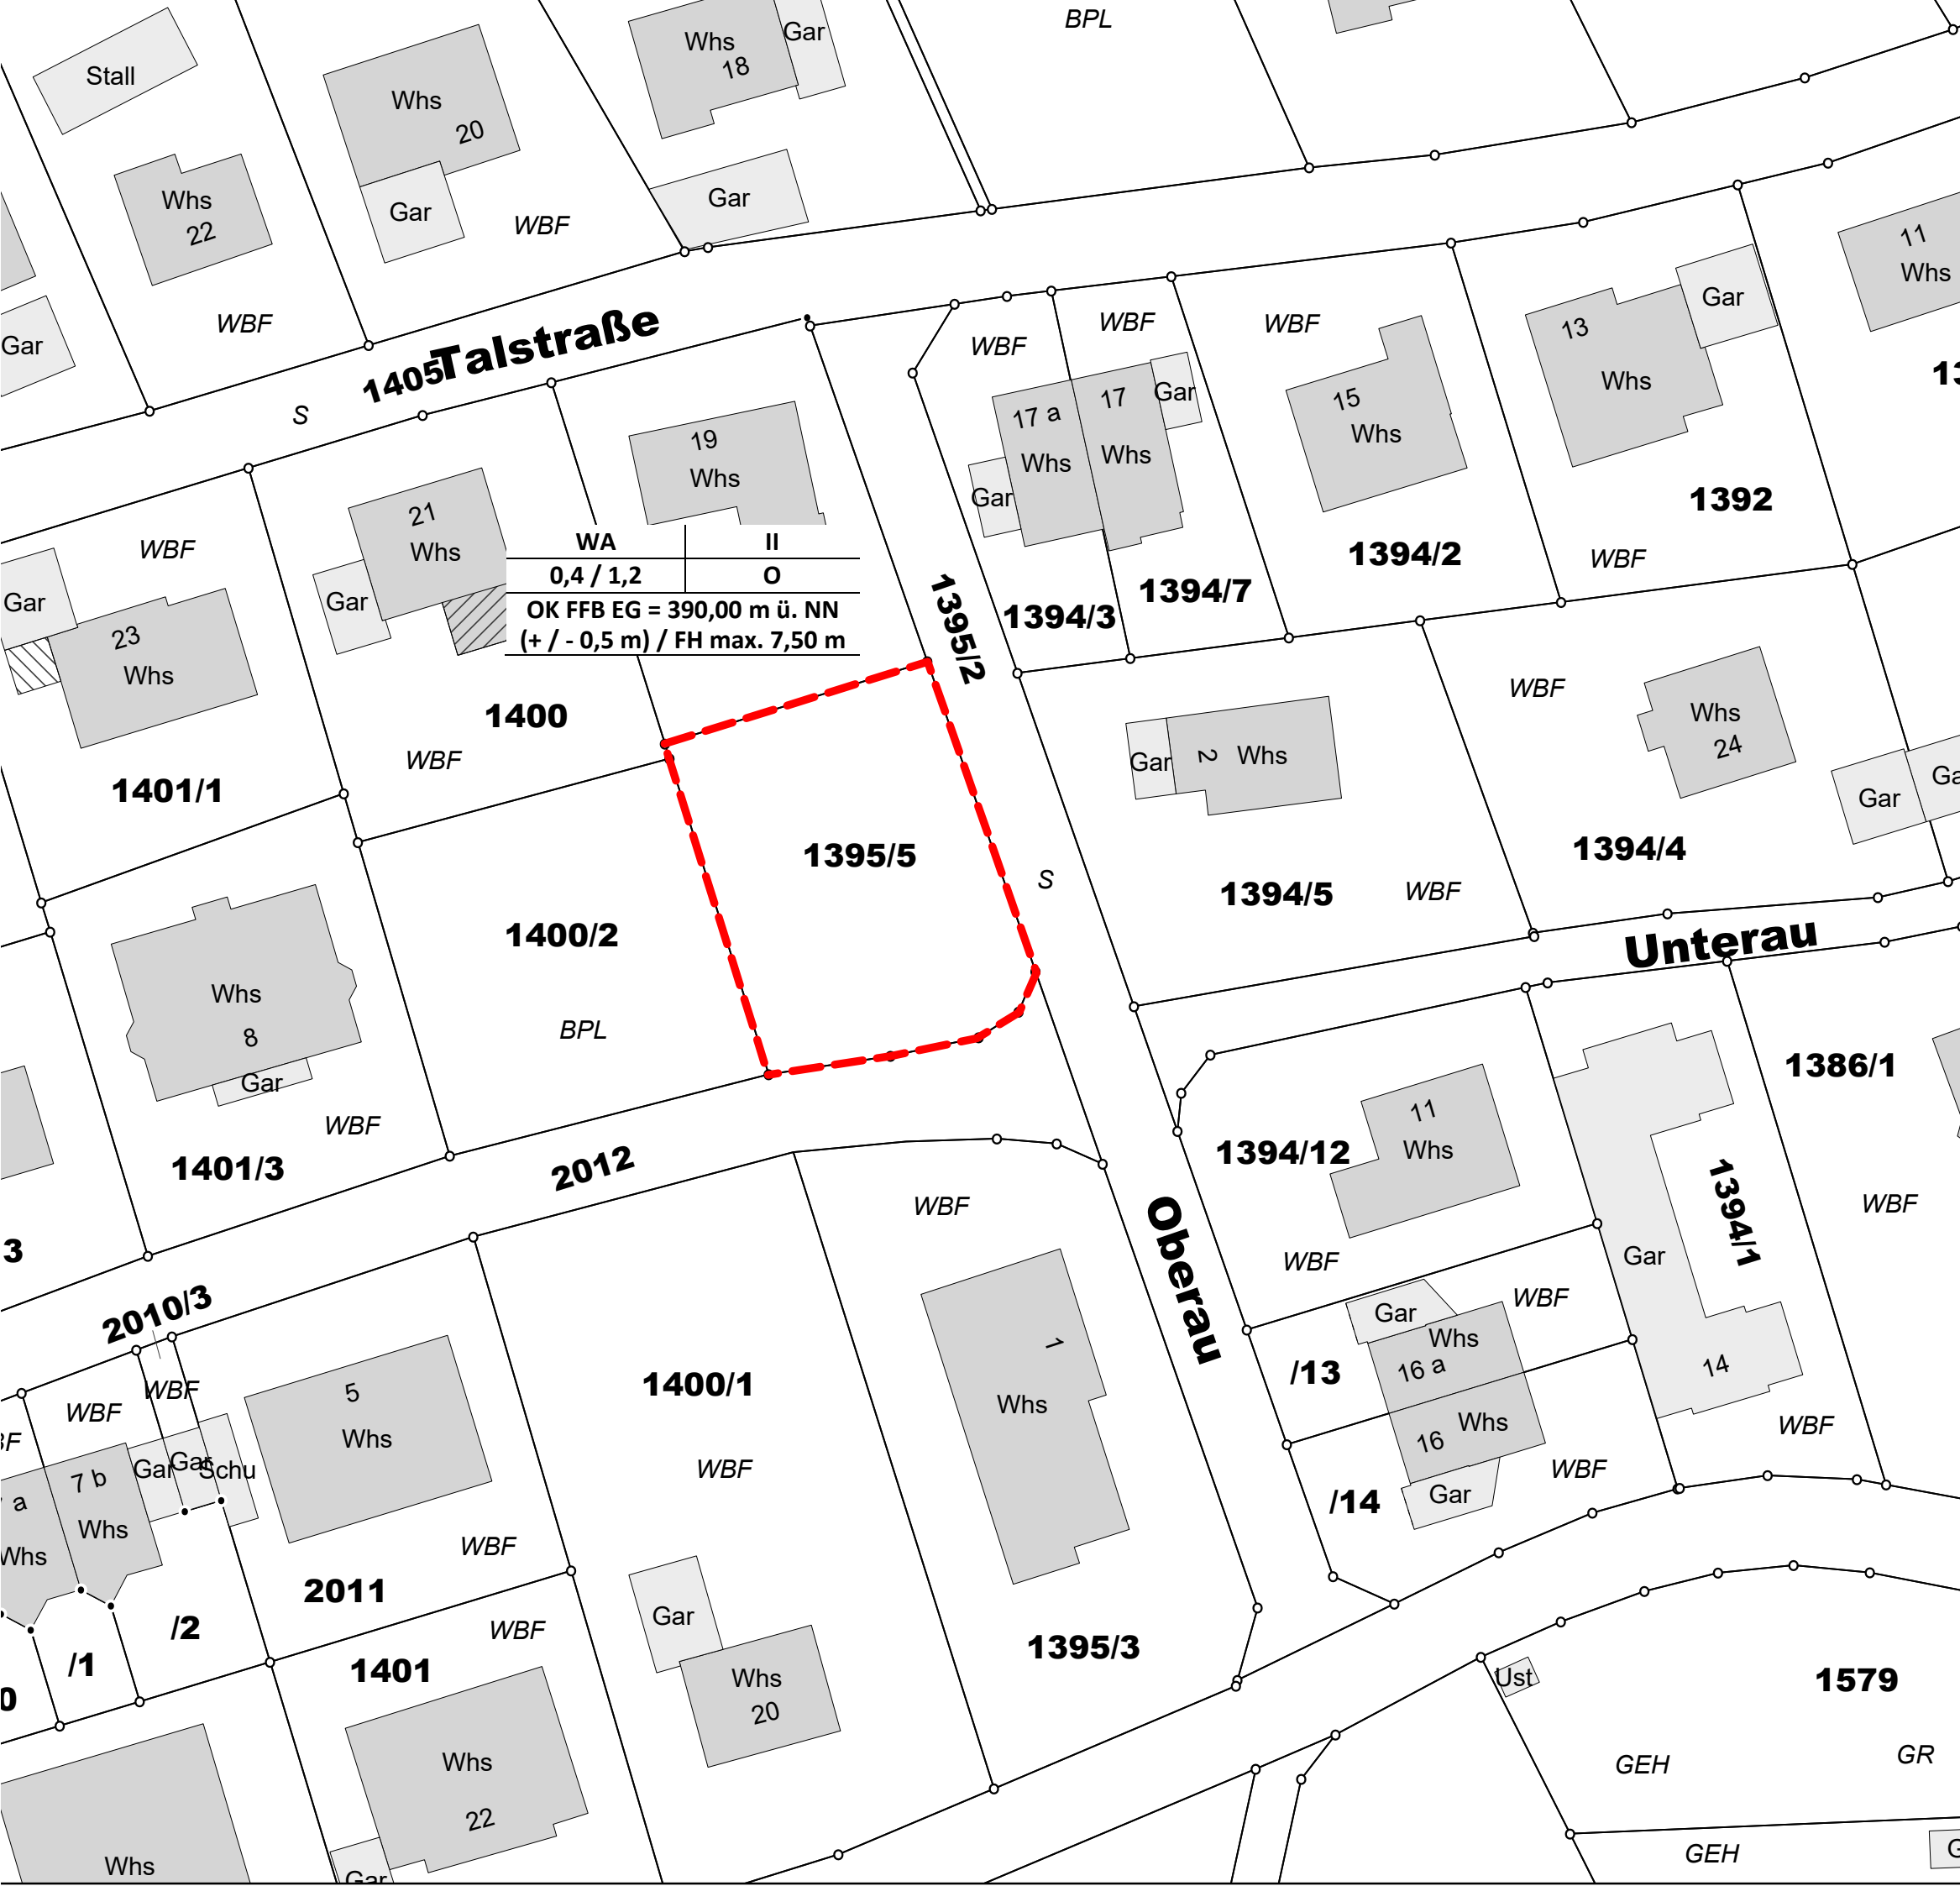 BPL
Stall
Whs
20
Whs
18
Gar
Whs
22
Gar
WBF
Gar
WBF
Gar
Talstraße
1405
S
WBF
WBF
WBF
11
Whs
13
Whs
Gar
15
Whs
17 a
Whs
17
Whs
Gar
Gar
19
Whs
21
Whs
Gar
WBF
Gar
23
Whs
WA
II
0,4 / 1,2
O
OK FFB EG = 390,00 m ü. NN
(+ / - 0,5 m) / FH max. 7,50 m
1392
WBF
1394/2
1394/7
1394/3
1395/2
1400
WBF
1401/1
1395/5
S
Gar
2
Whs
WBF
Whs
24
Gar
1394/4
1394/5
WBF
Unterau
1400/2
BPL
Whs
8
Gar
WBF
1401/3
2012
1386/1
11
Whs
1394/12
WBF
1394/1
Gar
14
WBF
WBF
Oberau
WBF
3
2010/3
WBF
WBF
Gar
Gar
Schu
7 b
Whs
a
Whs
5
Whs
1400/1
WBF
1
Whs
Gar
Whs
16 a
WBF
/13
16
Whs
Gar
/14
WBF
WBF
2011
/2
/1
0
1401
WBF
Gar
Whs
20
1395/3
Ust
1579
GEH
GR
GEH
Whs
22
Whs
Gar